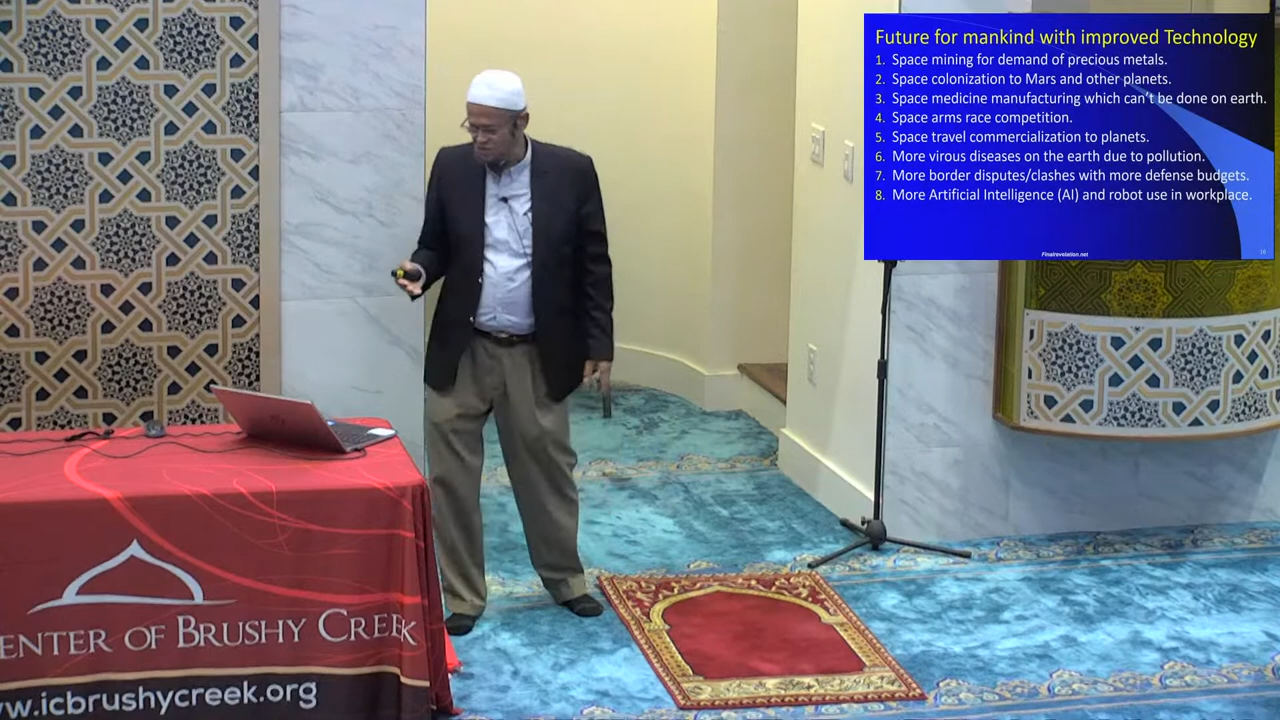 Future for mankind with improved Technology
1. Space mining for demand of precious metals.
2. Space colonization to Mars and other planets.
3. Space medicine manufacturing which can't be done on earth.
4. Space arms race competition.
5. Space travel commercialization to planets.
6. More virous diseases on the earth due to pollution.
7. More border disputes/clashes with more defense budgets.
8. More Artificial Intelligence (AI) and robot use in workplace.
Finalrevelation.net
16
ENTER OF BRUSHY CREEK
w.icbrushycreek.org